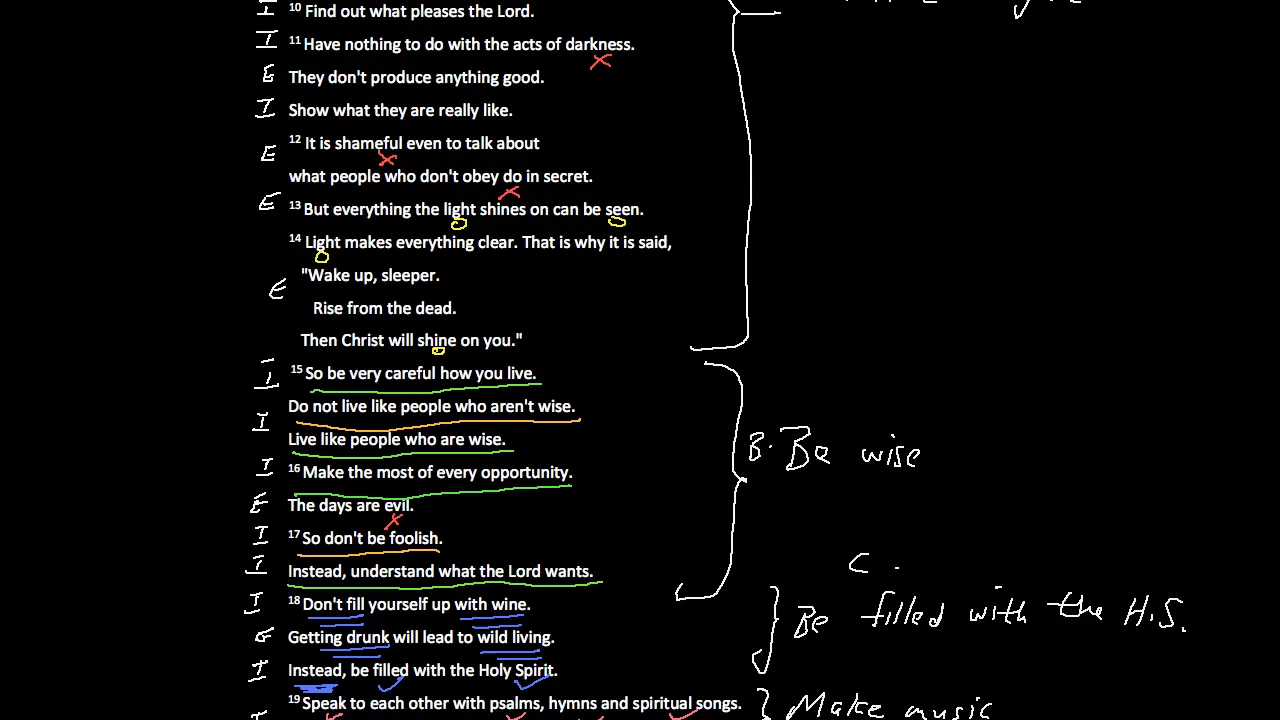 I 10 Find out what pleases the Lord.
I 11 Have nothing to do with the acts of darkness.
E They don't produce anything good.
I Show what they are really like.
E 12 It is shameful even to talk about
what people who don't obey do in secret.
E 13 But everything the light shines on can be seen.
14 Light makes everything clear. That is why it is said,
E "Wake up, sleeper.
Rise from the dead.
Then Christ will shine on you."
I 15 So be very careful how you live.
I Do not live like people who aren't wise.
Live like people who are wise.
B. Be wise
I 16 Make the most of every opportunity.
E The days are evil.
I 17 So don't be foolish.
I Instead, understand what the Lord wants.
C.
I 18 Don't fill yourself up with wine.
Be filled with the H.S.
E Getting drunk will lead to wild living.
I Instead, be filled with the Holy Spirit.
I 19 Speak to each other with psalms, hymns and spiritual songs.
Make music